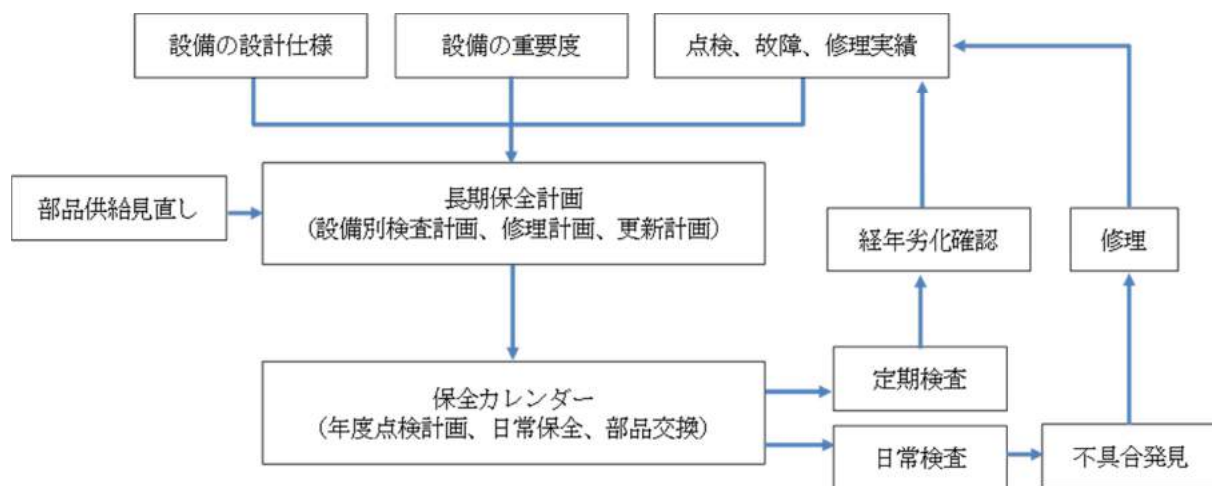 設備の設計仕様
設備の重要度
点検、故障、修理実績
部品供給見直し
長期保全計画
(設備別検査計画、修理計画、更新計画)
経年劣化確認
修理
保全カレンダー
(年度点検計画、日常保全、部品交換)
定期検査
日常検査
不具合発見